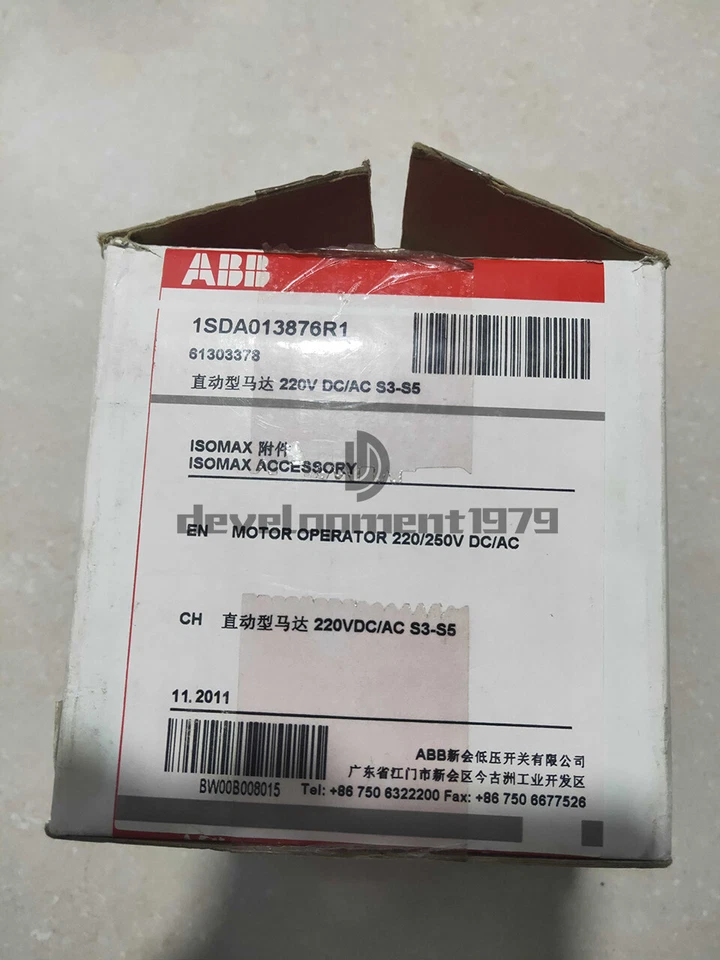 ABB
1SDA013876R1
61303378
直动型马达 220V DC/AC S3-S5
ISOMAX 附件
ISOMAX ACCESSORY
development1979
EN MOTOR OPERATOR 220/250V DC/AC
CH 直动型马达 220VDC/AC S3-S5
11.2011
BW00B008015
ABB新会低压开关有限公司
广东省江门市新会区今古洲工业开发区
Tel: +86 750 6322200 Fax: +86 750 6677526